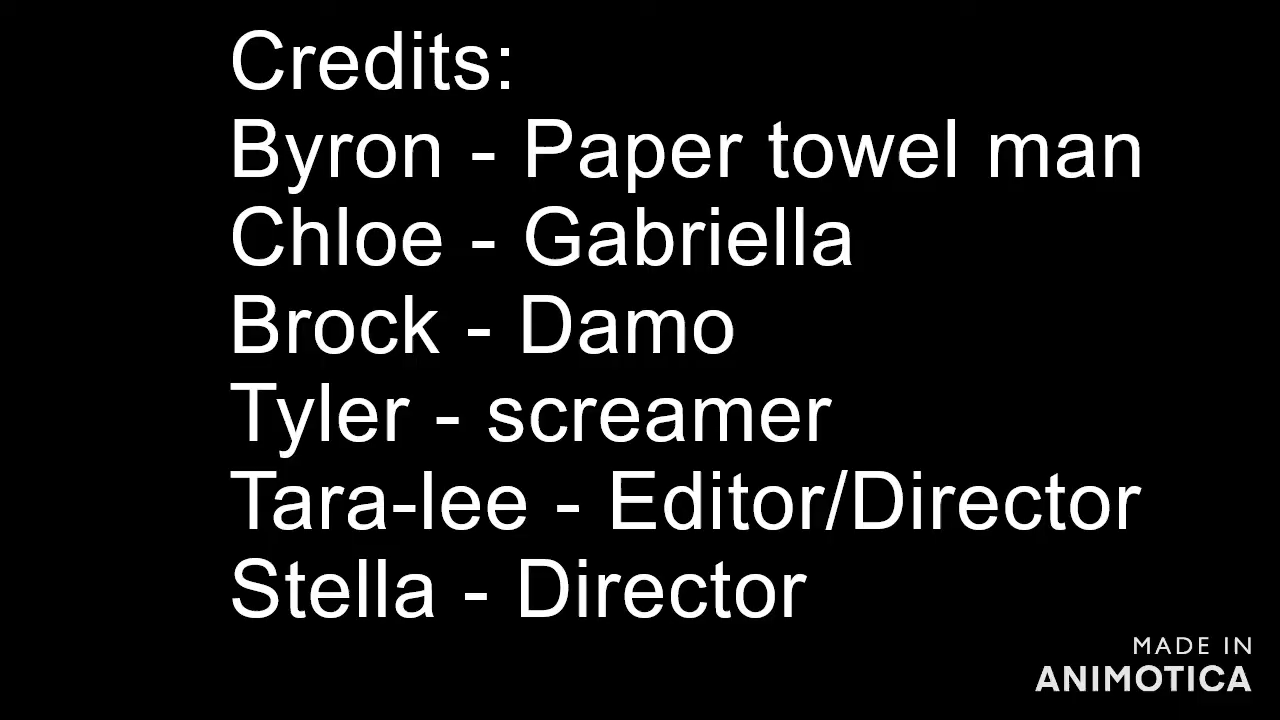 Credits:
Byron - Paper towel man
Chloe - Gabriella
Brock - Damo
Tyler - screamer
Tara-lee - Editor/Director
Stella - Director
MADE IN
ANIMOTICA